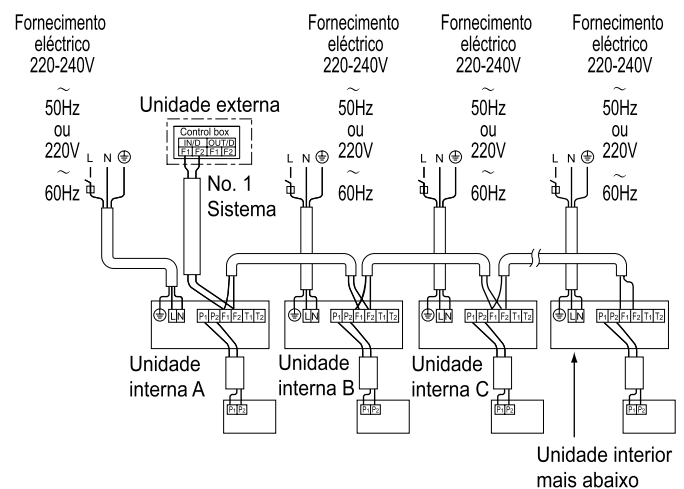 Fornecimento
eléctrico
220-240V
～
50Hz
ou
220V
～
60Hz
Fornecimento
eléctrico
220-240V
～
50Hz
ou
220V
～
60Hz
Fornecimento
eléctrico
220-240V
～
50Hz
ou
220V
～
60Hz
Fornecimento
eléctrico
220-240V
～
50Hz
ou
220V
～
60Hz
Unidade externa
Control box
IN/D OUT/D
F1 F2 F1 F2
No. 1
Sistema
L N
L N
L N
L N
L N
P1 P2 F1 F2 T1 T2
L N
P1 P2 F1 F2 T1 T2
L N
P1 P2 F1 F2 T1 T2
L N
P1 P2 F1 F2 T1 T2
Unidade
interna A
Unidade
interna B
Unidade
interna C
P1 P2
P1 P2
P1 P2
P1 P2
Unidade interior
mais abaixo